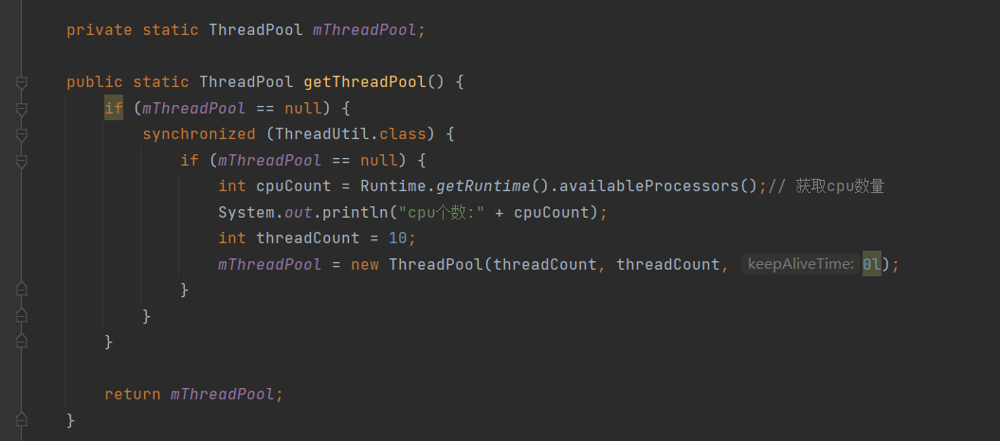 private static ThreadPool mThreadPool;
public static ThreadPool getThreadPool() {
if (mThreadPool == null) {
synchronized (ThreadUtil.class) {
if (mThreadPool == null) {
int cpuCount = Runtime.getRuntime().availableProcessors();// 获取cpu数量
System.out.println("cpu个数:" + cpuCount);
int threadCount = 10;
mThreadPool = new ThreadPool(threadCount, threadCount, keepAliveTime: 0l);
}
}
}
return mThreadPool;
}